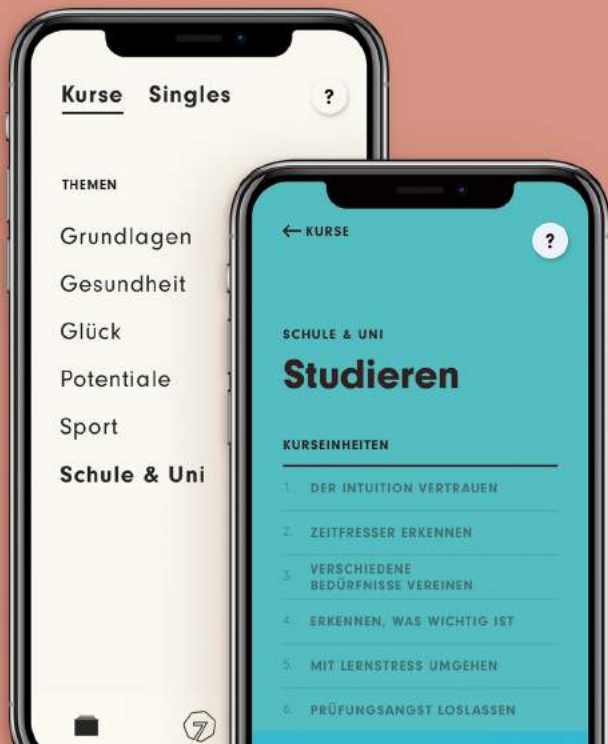 Kurse Singles ?
THEMEN
Grundlagen
Gesundheit
Glück
Potentiale
Sport
Schule & Uni
7
← KURSE ?
SCHULE & UNI
Studieren
KURSEINHEITEN
1. DER INTUITION VERTRAUEN
2. ZEITFRESSER ERKENNEN
3. VERSCHIEDENE
BEDÜRFNISSE VEREINEN
4. ERKENNEN, WAS WICHTIG IST
5. MIT LERNSTRESS UMGEHEN
6. PRÜFUNGSANGST LOSLASSEN